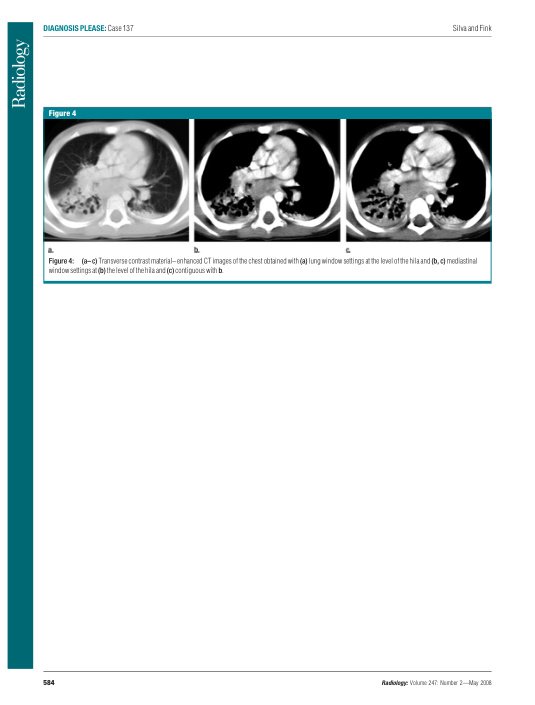 DIAGNOSIS PLEASE: Case 137
Silva and Fink
Radiology
Figure 4
a.
b.
c.
Figure 4: (a–c) Transverse contrast material–enhanced CT images of the chest obtained with (a) lung window settings at the level of the hila and (b, c) mediastinal
window settings at (b) the level of the hila and (c) contiguous with b.
584
Radiology: Volume 247: Number 2—May 2008